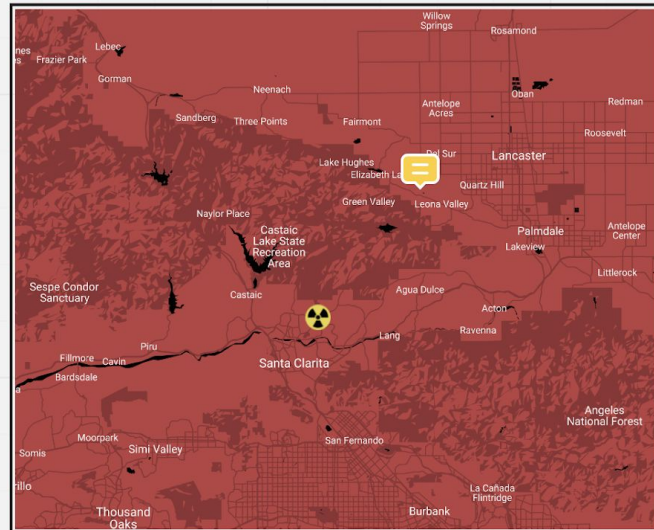 Willow
Springs
Rosamond
Lebec
nes
es
Frazier Park
Gorman
Neenach
Oban
Redman
Antelope
Acres
Sandberg
Three Points
Fairmont
Roosevelt
Del Sur
Lancaster
Lake Hughes
Elizabeth La
Quartz Hill
Green Valley
Leona Valley
Naylor Place
Castaic
Lake State
Recreation
Area
Palmdale
Antelope
Center
Lakeview
Sespe Condor
Sanctuary
Littlerock
Castaic
Agua Dulce
Acton
Ravenna
Lang
Piru
Fillmore
Cavin
Santa Clarita
Bardsdale
a
Angeles
National Forest
Moorpark
San Fernando
Somis
Simi Valley
rillo
La Cañada
Flintridge
Thousand
Oaks
Burbank